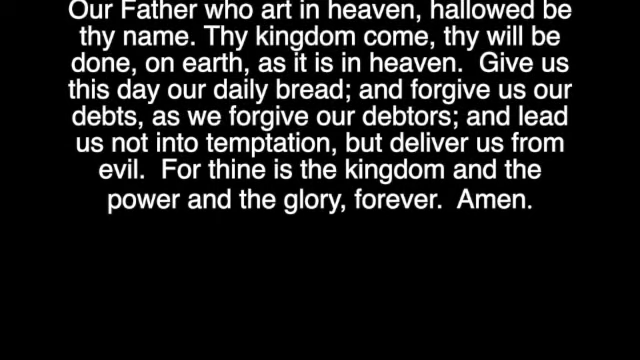 Our Father who art in heaven, hallowed be
thy name. Thy kingdom come, thy will be
done, on earth, as it is in heaven.  Give us
this day our daily bread; and forgive us our
debts, as we forgive our debtors; and lead
us not into temptation, but deliver us from
evil.  For thine is the kingdom and the
power and the glory, forever.  Amen.